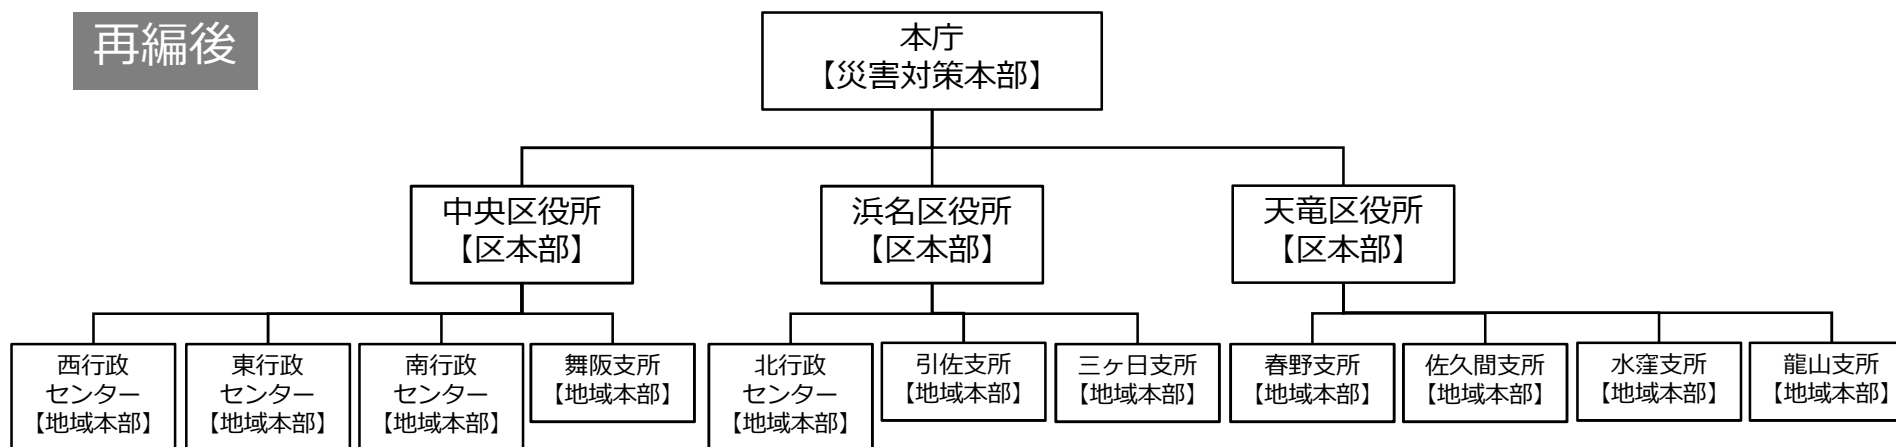 再編後
本庁
【災害対策本部】
中央区役所
【区本部】
浜名区役所
【区本部】
天竜区役所
【区本部】
西行政
センター
【地域本部】
東行政
センター
【地域本部】
南行政
センター
【地域本部】
舞阪支所
【地域本部】
北行政
センター
【地域本部】
引佐支所
【地域本部】
三ヶ日支所
【地域本部】
春野支所
【地域本部】
佐久間支所
【地域本部】
水窪支所
【地域本部】
龍山支所
【地域本部】